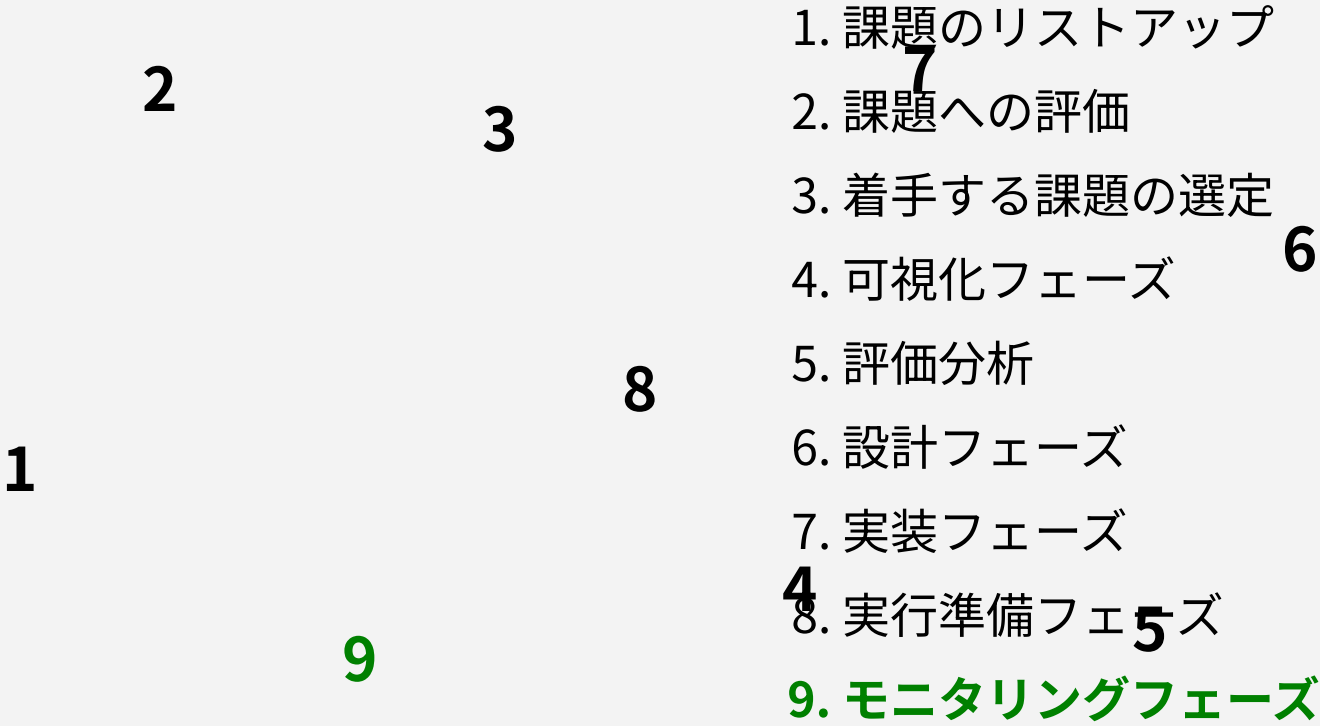 1. 課題のリストアップ
7
2
2. 課題への評価
3
3. 着手する課題の選定
6
4. 可視化フェーズ
5. 評価分析
8
6. 設計フェーズ
1
7. 実装フェーズ
4
8. 実行準備フェーズ
5
9
9. モニタリングフェーズ